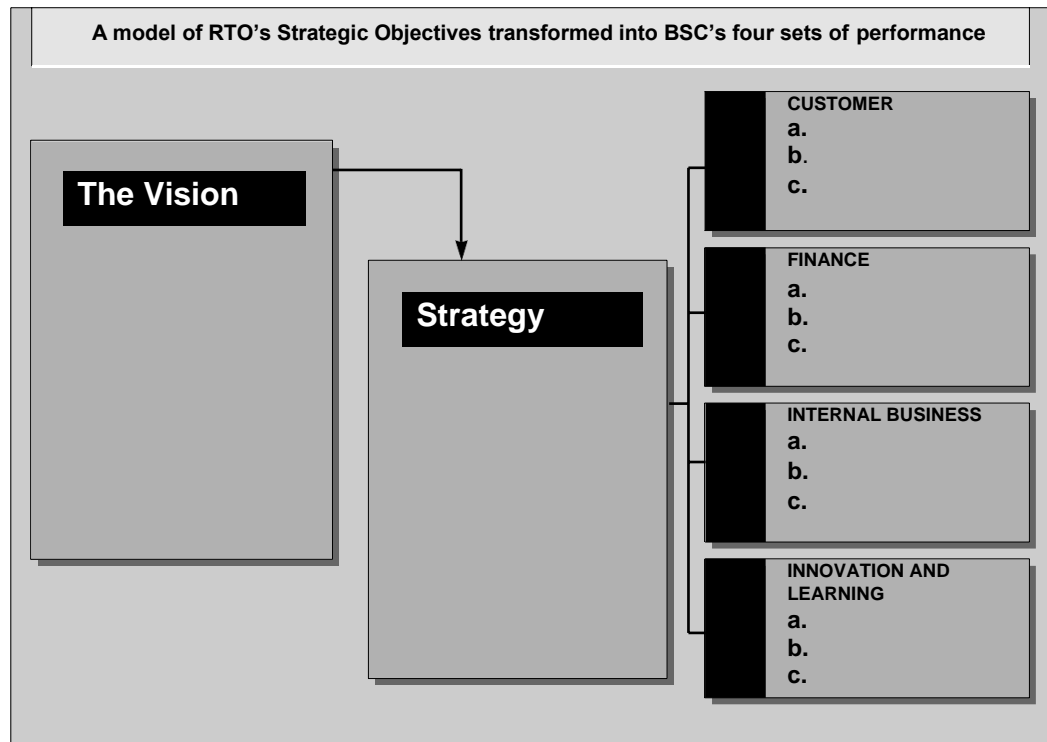 A model of RTO’s Strategic Objectives transformed into BSC’s four sets of performance
The Vision
Strategy
CUSTOMER
a.
b.
c.
FINANCE
a.
b.
c.
INTERNAL BUSINESS
a.
b.
c.
INNOVATION AND
LEARNING
a.
b.
c.